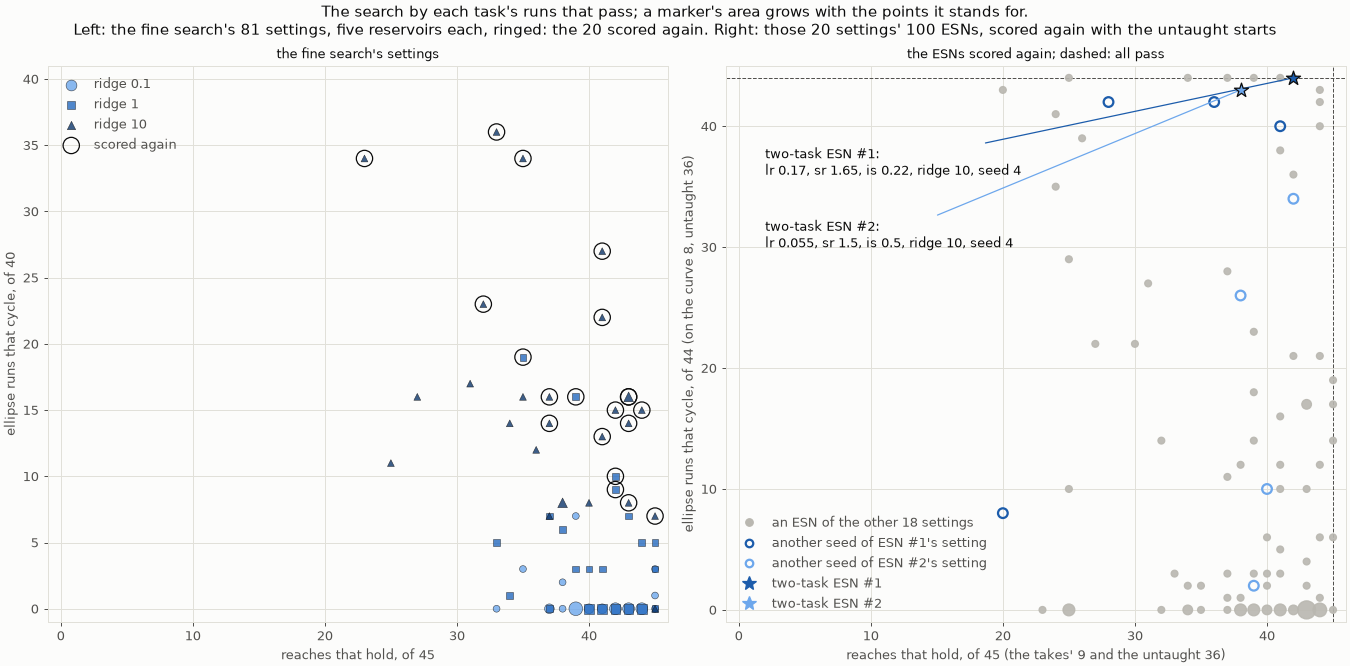 The search by each task's runs that pass; a marker's area grows with the points it stands for.
Left: the fine search's 81 settings, five reservoirs each, ringed: the 20 scored again. Right: those 20 settings' 100 ESNs, scored again with the untaught starts
the fine search's settings
ellipse runs that cycle, of 40
40
35
30
25
20
15
10
5
0
ridge 0.1
ridge 1
ridge 10
scored again
0
10
20
30
40
reaches that hold, of 45
the ESNs scored again; dashed: all pass
ellipse runs that cycle, of 44 (on the curve 8, untaught 36)
40
30
20
10
0
two-task ESN #1:
lr 0.17, sr 1.65, is 0.22, ridge 10, seed 4
two-task ESN #2:
lr 0.055, sr 1.5, is 0.5, ridge 10, seed 4
an ESN of the other 18 settings
another seed of ESN #1's setting
another seed of ESN #2's setting
two-task ESN #1
two-task ESN #2
0
10
20
30
40
reaches that hold, of 45 (the takes' 9 and the untaught 36)